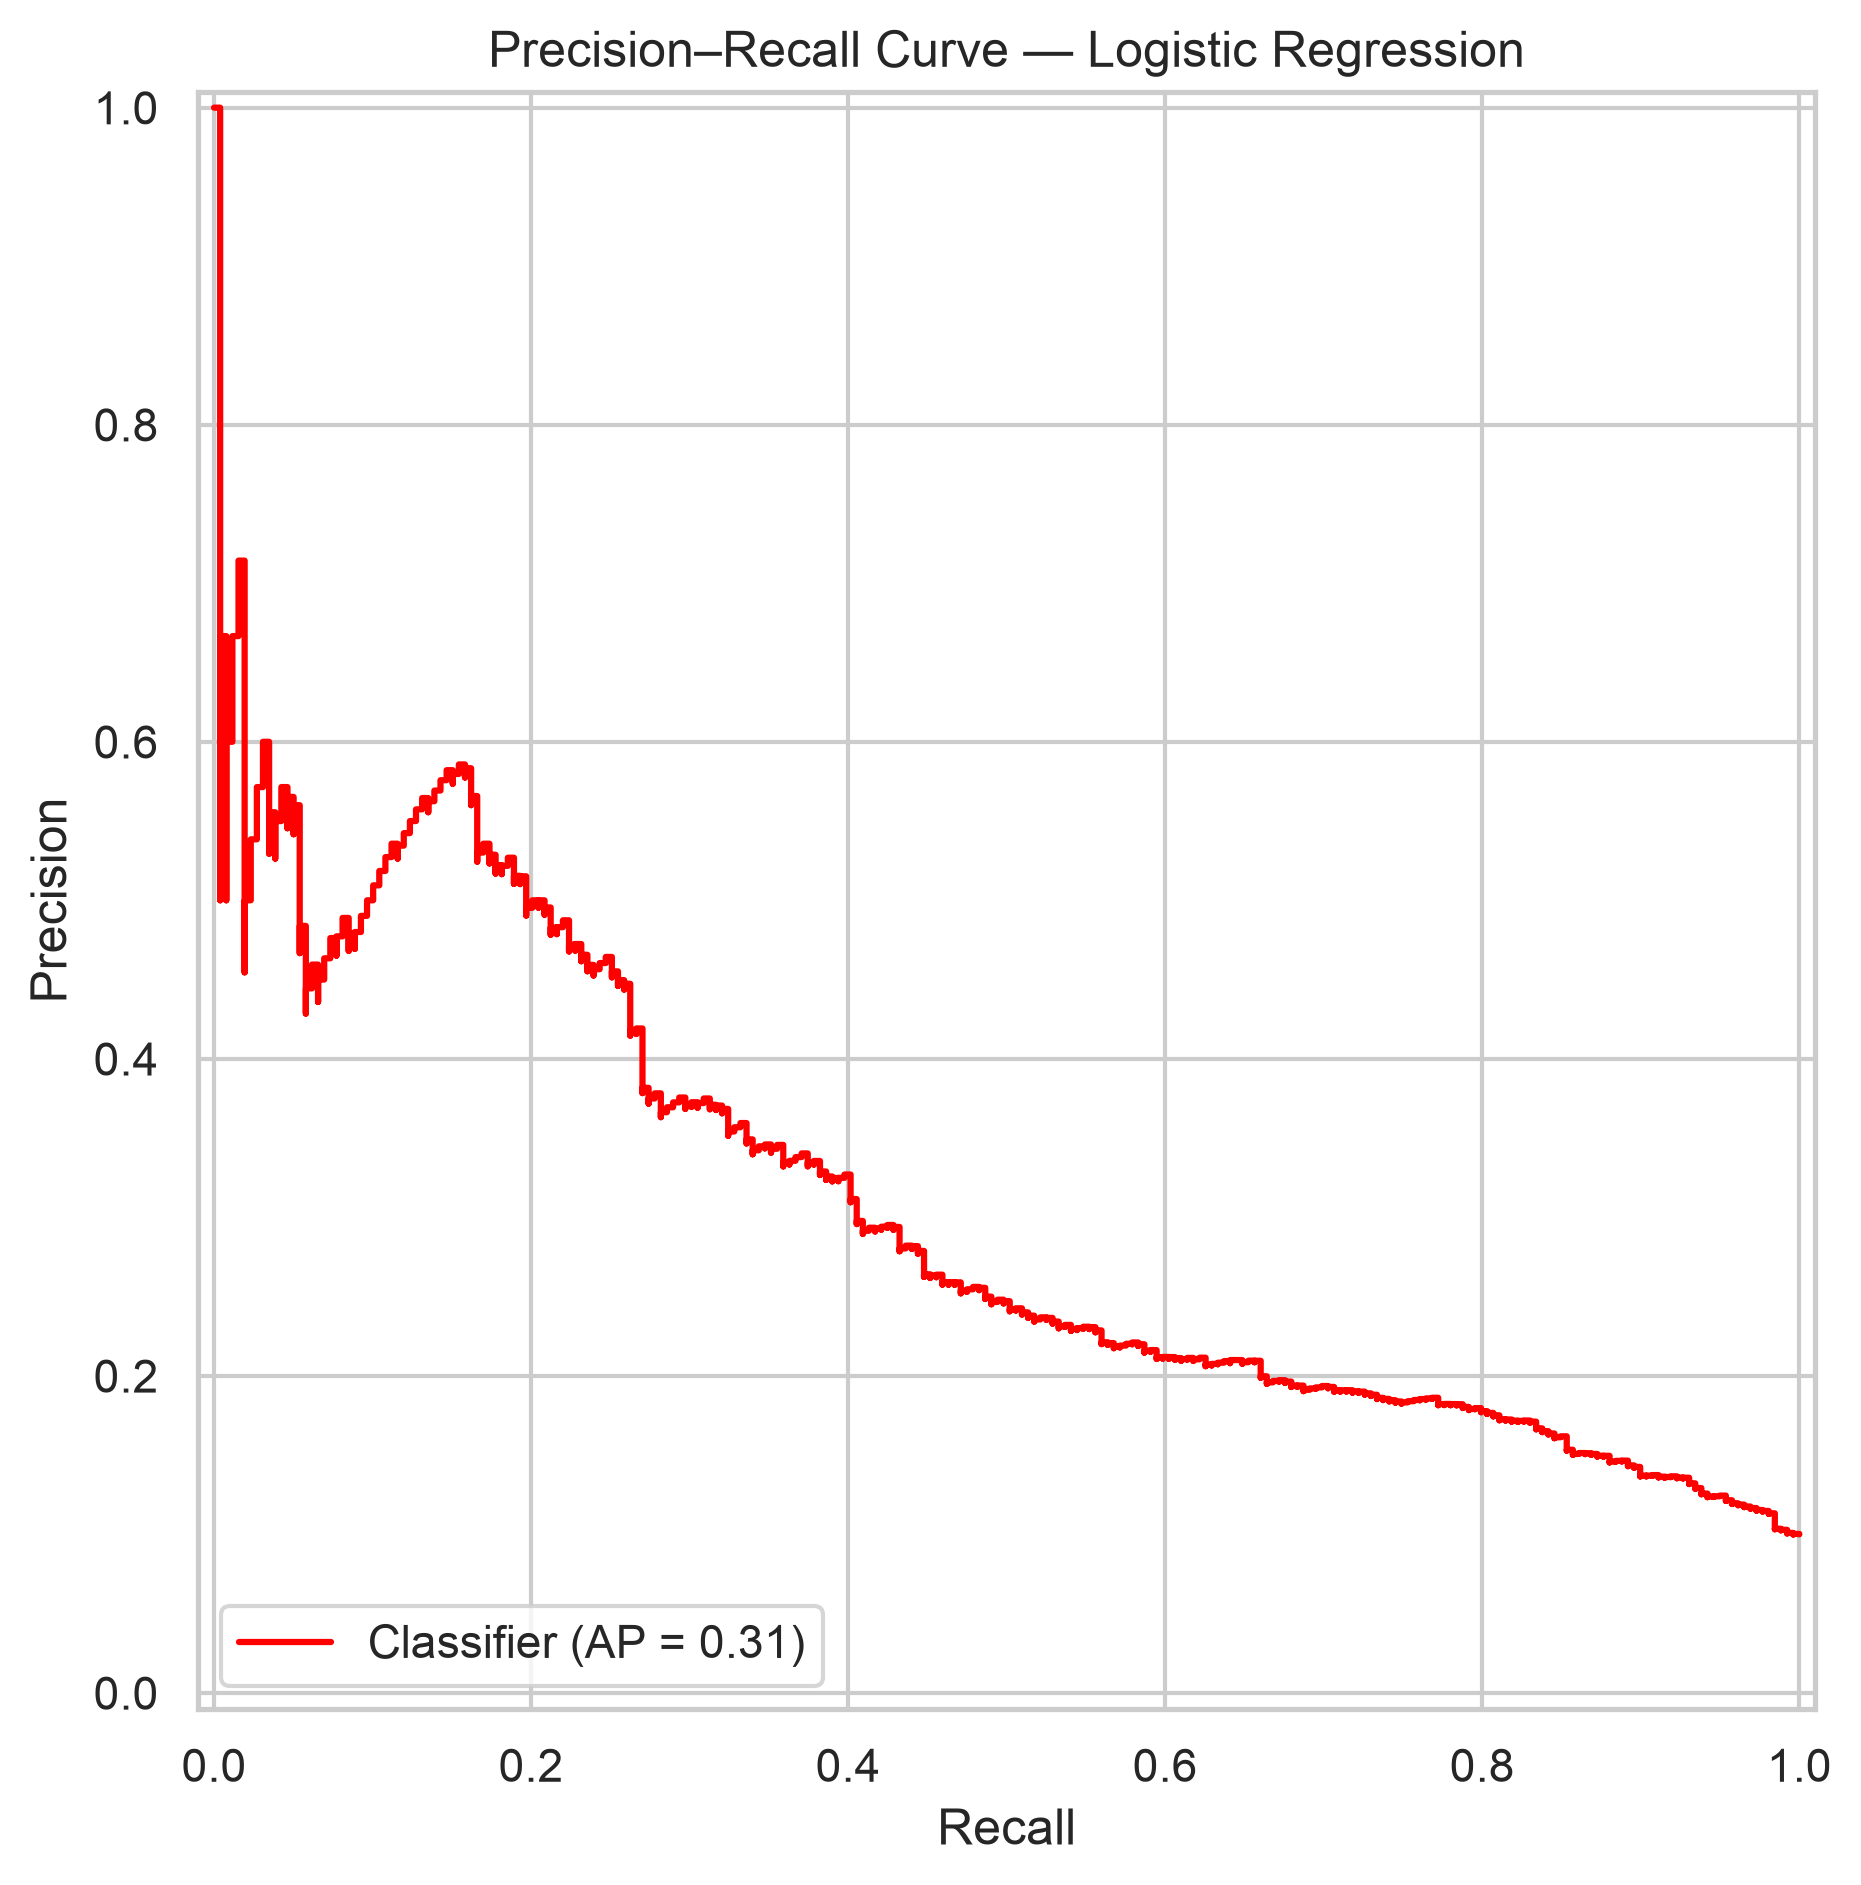 Precision–Recall Curve — Logistic Regression
1.0
0.8
0.6
0.4
0.2
0.0
Precision
Classifier (AP = 0.31)
0.0 0.2 0.4 0.6 0.8 1.0
Recall